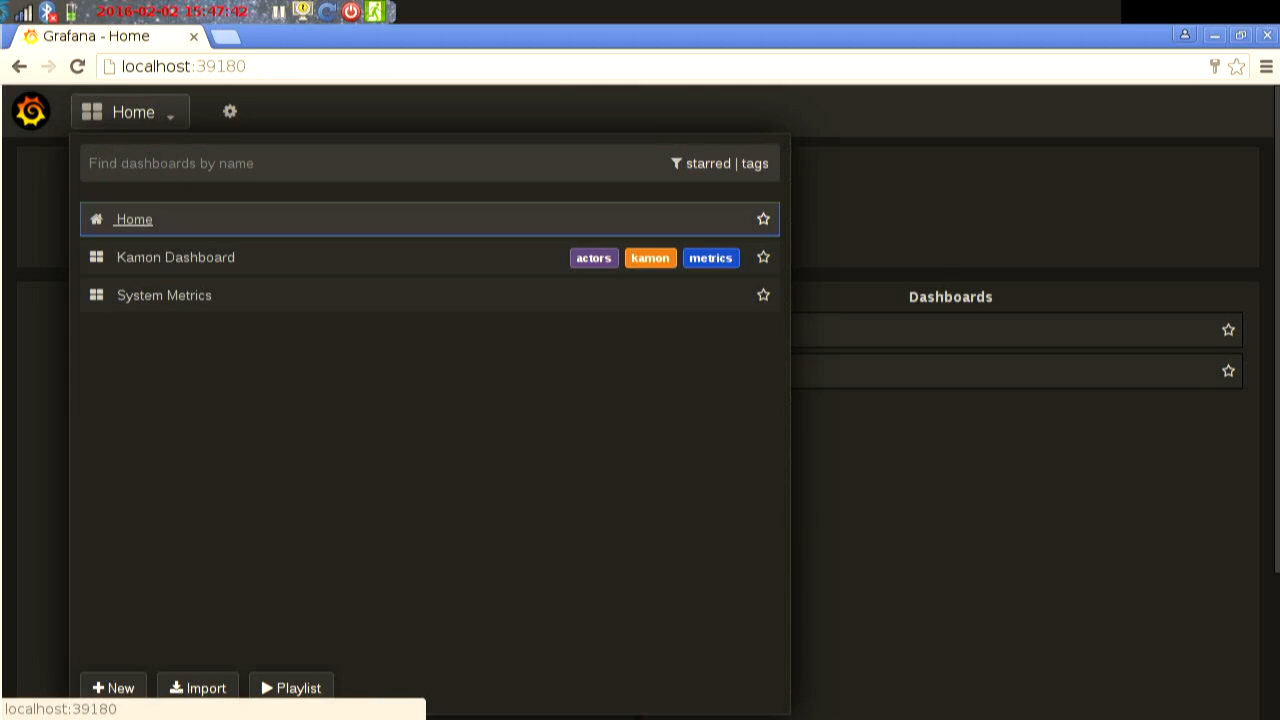 2016-02-02 15:47:42
Grafana - Home
localhost:39180
Home
Find dashboards by name
starred | tags
Home
Kamon Dashboard
actors
kamon
metrics
System Metrics
Dashboards
New
Import
Playlist
localhost:39180